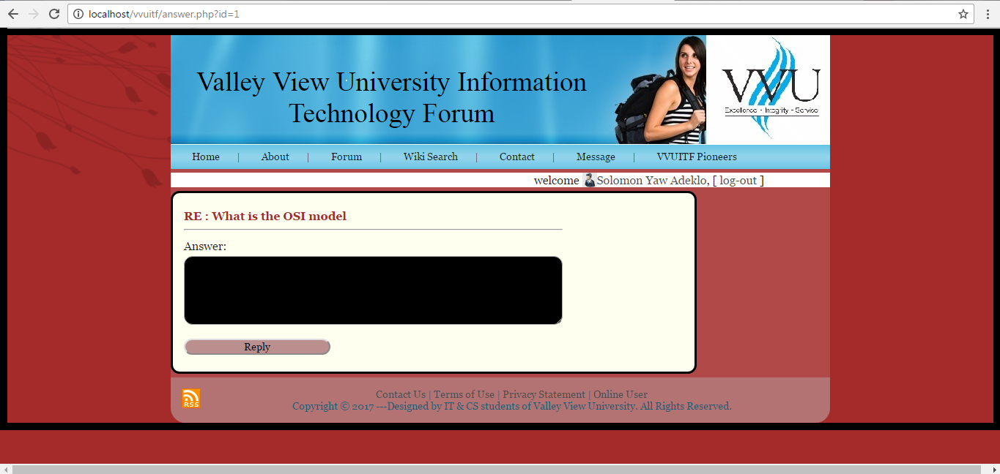 localhost/vvuitf/answer.php?id=1
Valley View University Information
Technology Forum
VVU
Excellence - Integrity - Service
Home | About | Forum | Wiki Search | Contact | Message | VVUITF Pioneers
welcome Solomon Yaw Adeklo, [ log-out ]
RE : What is the OSI model
Answer:
Reply
RSS
Contact Us | Terms of Use | Privacy Statement | Online User
Copyright © 2017 ---Designed by IT & CS students of Valley View University. All Rights Reserved.